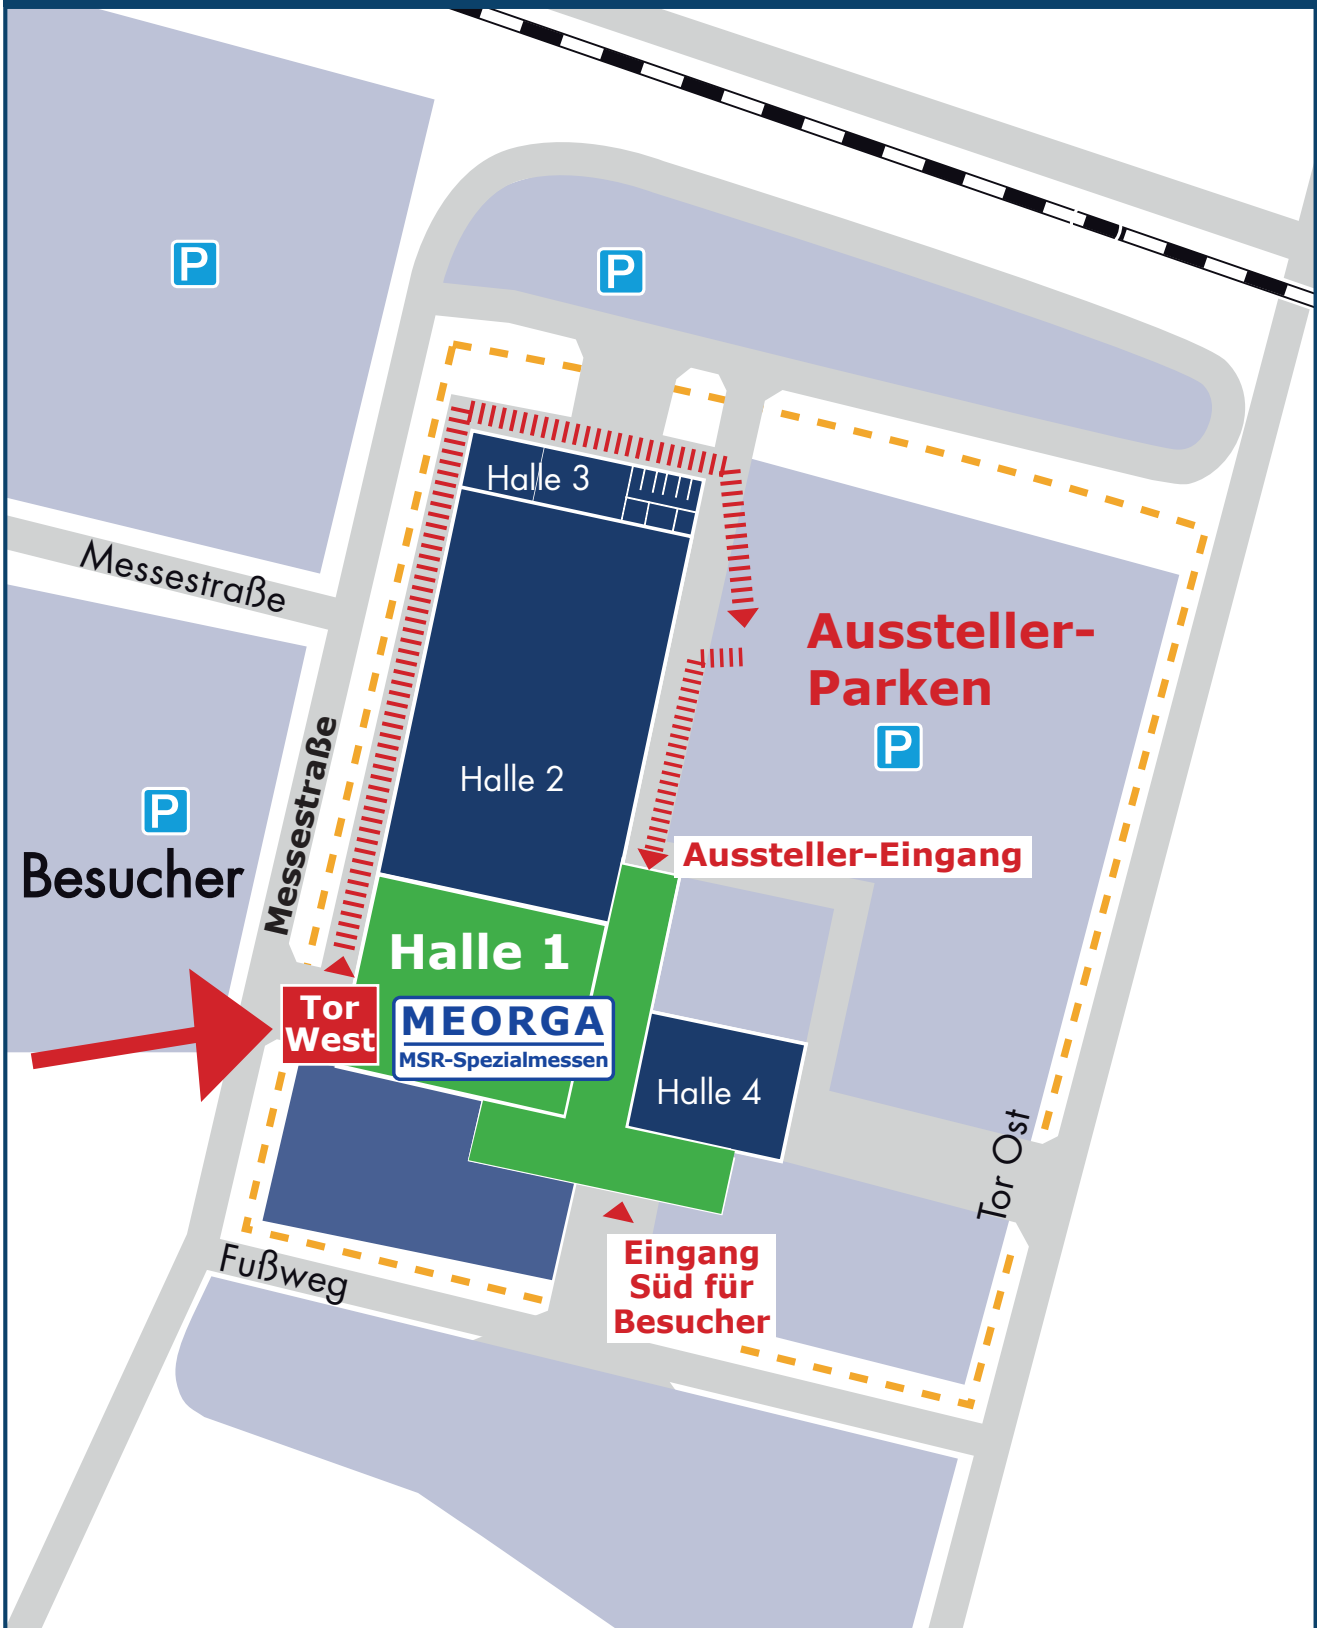 P
P
Halle 3
Messestraße
Aussteller-
Parken
P
Messestraße
Halle 2
P
Besucher
Aussteller-Eingang
Halle 1
Tor
West
MEORGA
MSR-Spezialmessen
Halle 4
Tor Ost
Fußweg
Eingang
Süd für
Besucher